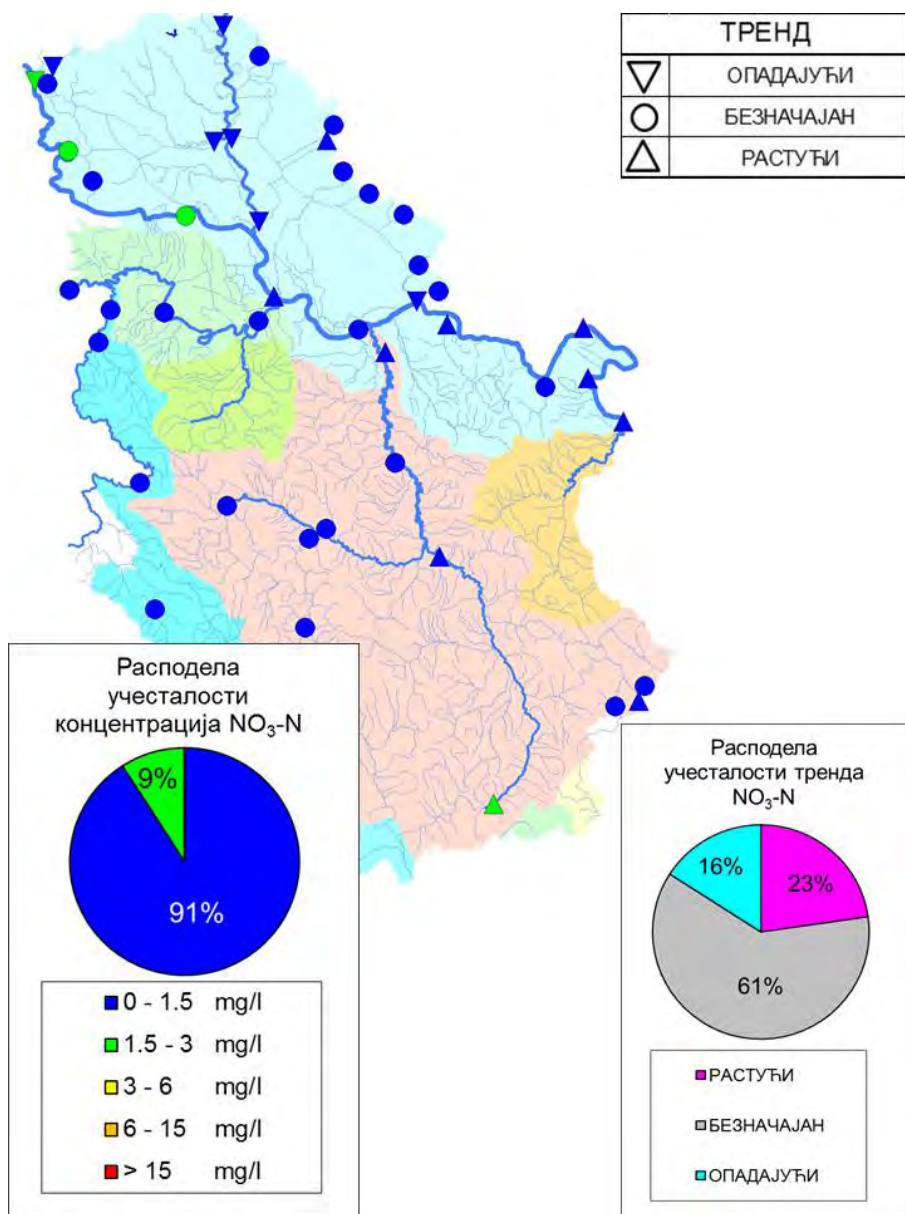 ТРЕНД
ОПАДАЈУЋИ
БЕЗНАЧАЈАН
РАСТУЋИ
Расподела
учесталости
концентрација NO₃-N
9%
91%
0 - 1.5 mg/l
1.5 - 3 mg/l
3 - 6 mg/l
6 - 15 mg/l
> 15 mg/l
Расподела
учесталости тренда
NO₃-N
16%
23%
61%
РАСТУЋИ
БЕЗНАЧАЈАН
ОПАДАЈУЋИ